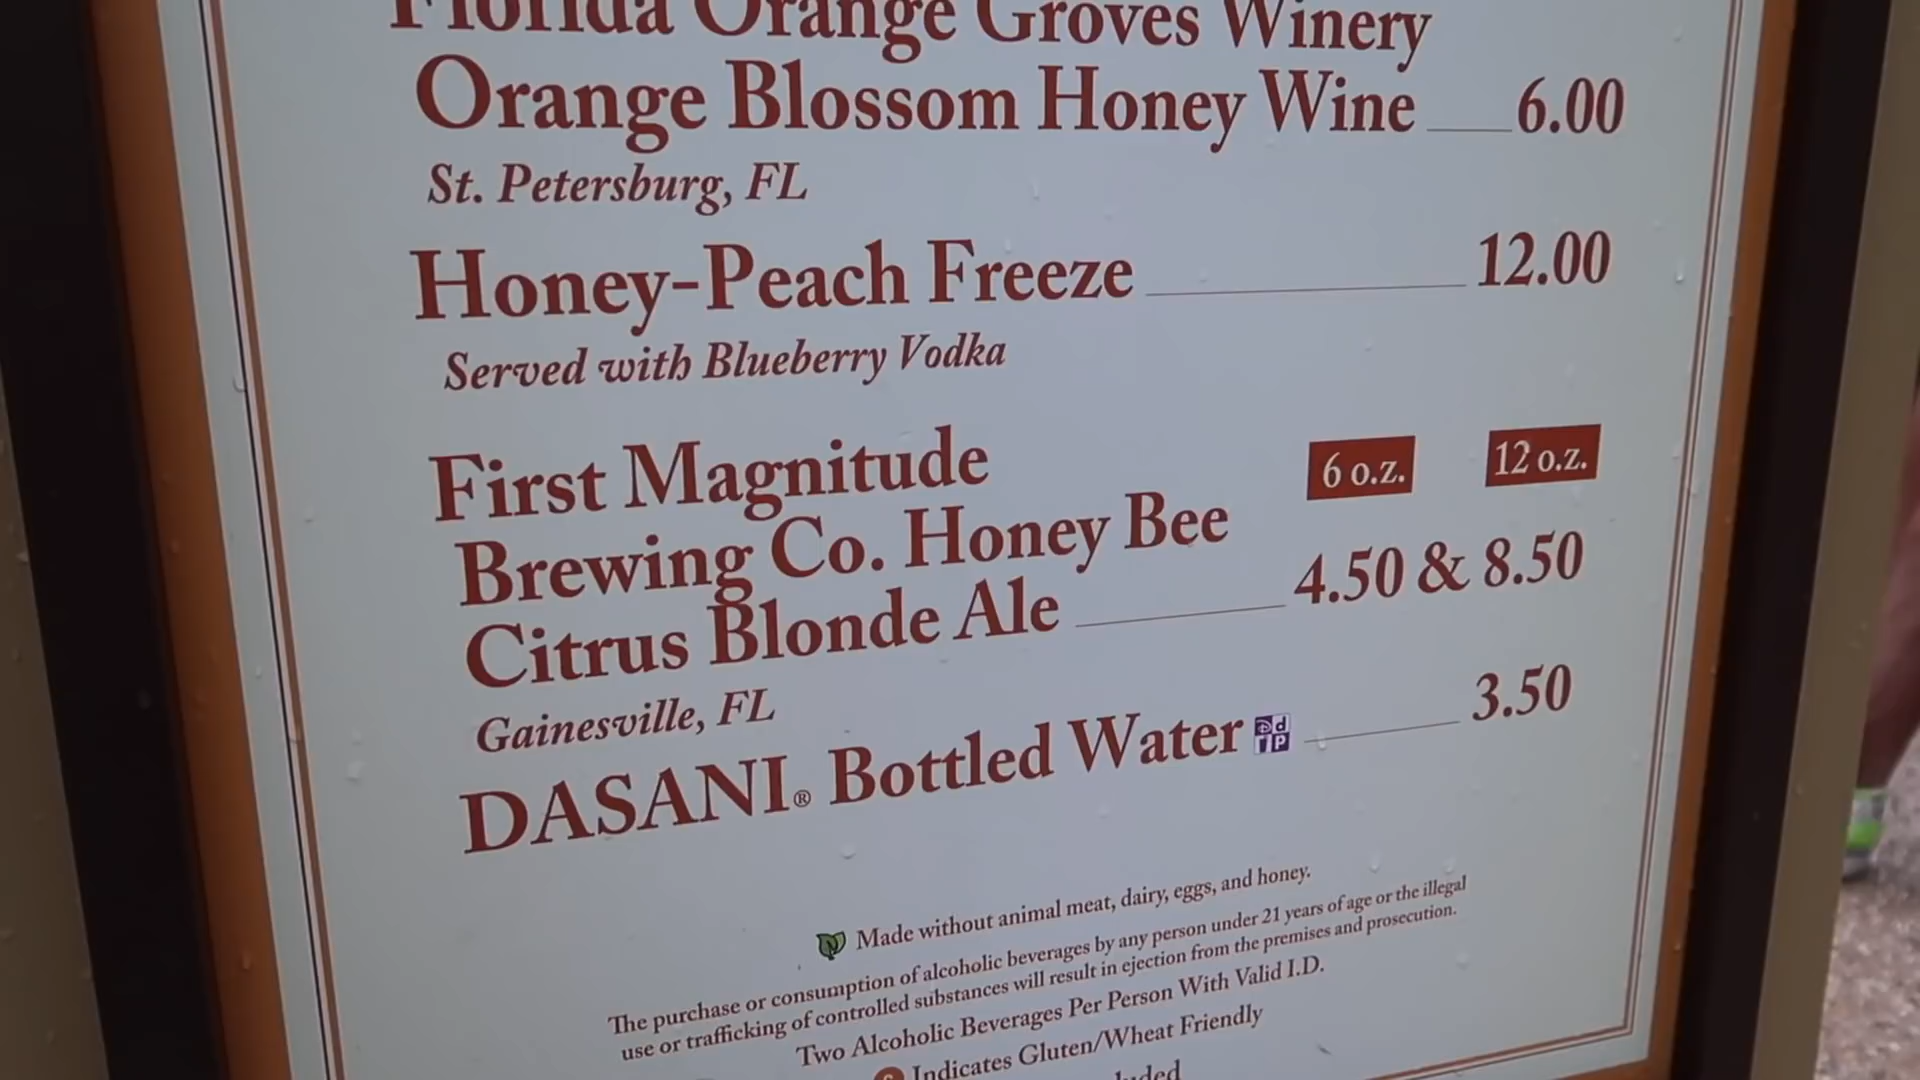 Florida Orange Groves Winery
Orange Blossom Honey Wine 6.00
St. Petersburg, FL
Honey-Peach Freeze 12.00
Served with Blueberry Vodka
First Magnitude
6 o.z. 12 o.z.
Brewing Co. Honey Bee
Citrus Blonde Ale 4.50 & 8.50
Gainesville, FL
DASANI® Bottled Water 3.50
Made without animal meat, dairy, eggs, and honey.
The purchase or consumption of alcoholic beverages by any person under 21 years of age or the illegal
use or trafficking of controlled substances will result in ejection from the premises and prosecution.
Two Alcoholic Beverages Per Person With Valid I.D.
Indicates Gluten/Wheat Friendly